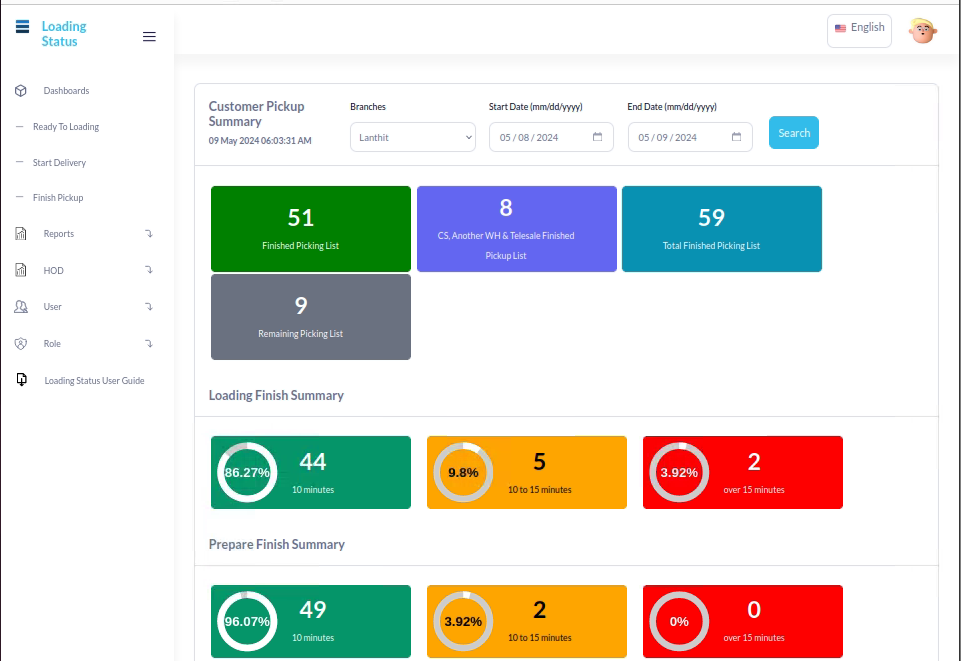 Loading
Status
English
Dashboards
Ready To Loading
Start Delivery
Finish Pickup
Reports
HOD
User
Role
Loading Status User Guide
Customer Pickup
Summary
09 May 2024 06:03:31 AM
Branches
Lanthit
Start Date (mm/dd/yyyy)
05/08/2024
End Date (mm/dd/yyyy)
05/09/2024
Search
51
Finished Picking List
8
CS, Another WH & Telesale Finished
Pickup List
59
Total Finished Picking List
9
Remaining Picking List
Loading Finish Summary
86.27%
44
10 minutes
9.8%
5
10 to 15 minutes
3.92%
2
over 15 minutes
Prepare Finish Summary
96.07%
49
10 minutes
3.92%
2
10 to 15 minutes
0%
0
over 15 minutes